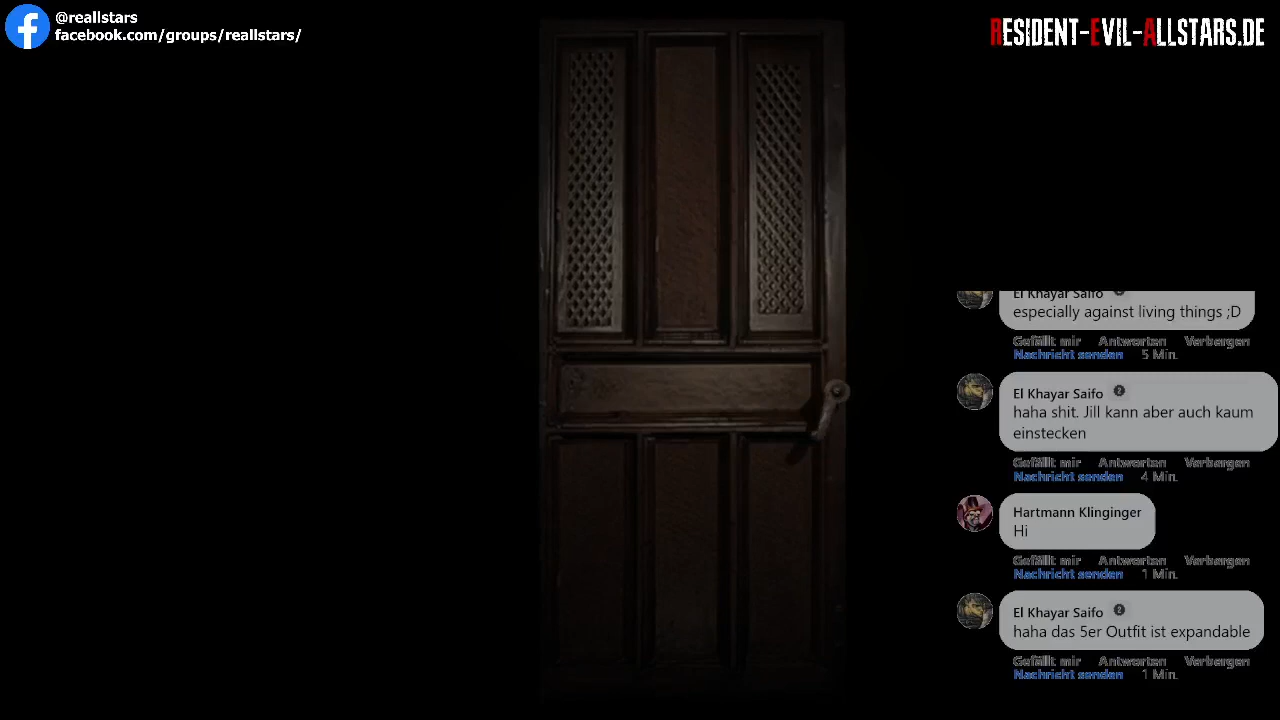 @reallstars
facebook.com/groups/reallstars/
RESIDENT-EVIL-ALLSTARS.DE
El Khayar Saifo
especially against living things ;D
Gefällt mir Antworten Verbergen
Nachricht senden 5 Min.
El Khayar Saifo
haha shit. Jill kann aber auch kaum
einstecken
Gefällt mir Antworten Verbergen
Nachricht senden 4 Min.
Hartmann Klinginger
Hi
Gefällt mir Antworten Verbergen
Nachricht senden 1 Min.
El Khayar Saifo
haha das 5er Outfit ist expandable
Gefällt mir Antworten Verbergen
Nachricht senden 1 Min.